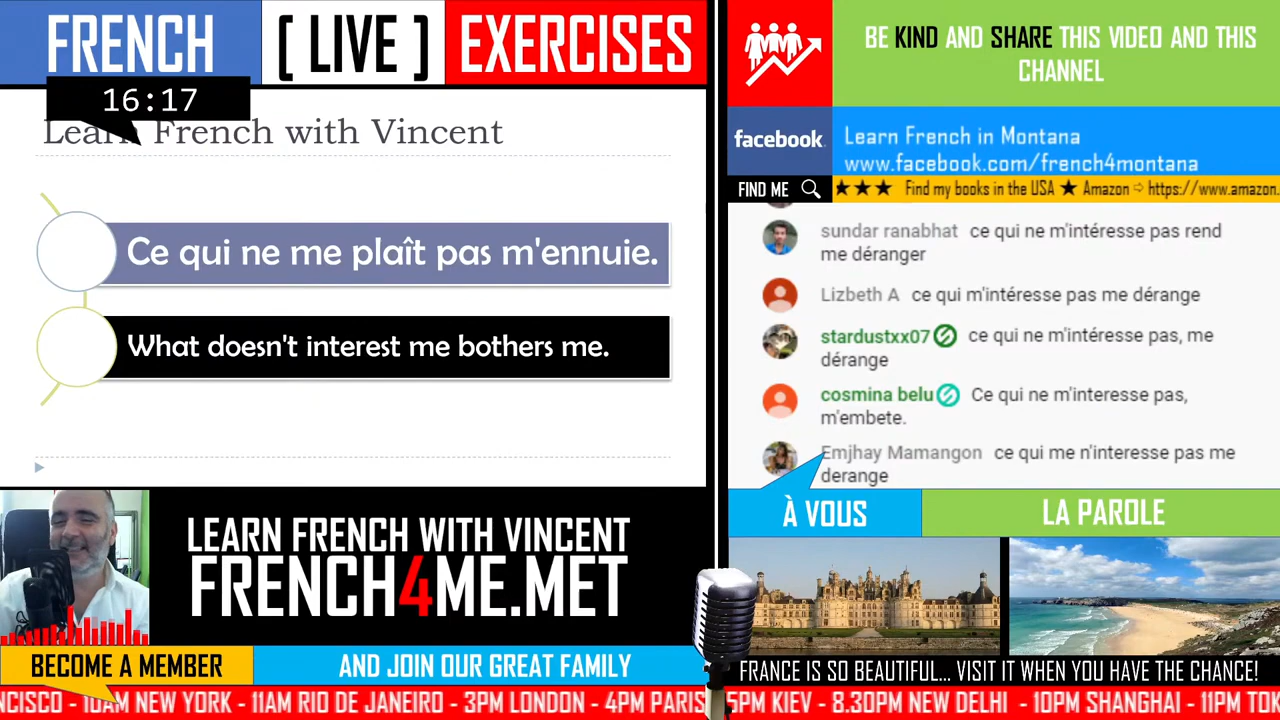 FRENCH
[ LIVE ]
EXERCISES
16:17
Learn French with Vincent
Ce qui ne me plaît pas m'ennuie.
What doesn't interest me bothers me.
LEARN FRENCH WITH VINCENT
FRENCH4ME.MET
BECOME A MEMBER
AND JOIN OUR GREAT FAMILY
BE KIND AND SHARE THIS VIDEO AND THIS
CHANNEL
facebook.
Learn French in Montana
www.facebook.com/french4montana
FIND ME
★★★ Find my books in the USA ★ Amazon ⇨ https://www.amazon.
sundar ranabhat ce qui ne m'intéresse pas rend
me déranger
Lizbeth A ce qui m'intéresse pas me dérange
stardustxx07 ce qui ne m'intéresse pas, me
dérange
cosmina belu Ce qui ne m'interesse pas,
m'embete.
Emjhay Mamangon ce qui me n'interesse pas me
derange
À VOUS
LA PAROLE
FRANCE IS SO BEAUTIFUL... VISIT IT WHEN YOU HAVE THE CHANCE!
NCISCO - 10AM NEW YORK - 11AM RIO DE JANEIRO - 3PM LONDON - 4PM PARIS 5PM KIEV - 8.30PM NEW DELHI - 10PM SHANGHAI - 11PM TOK